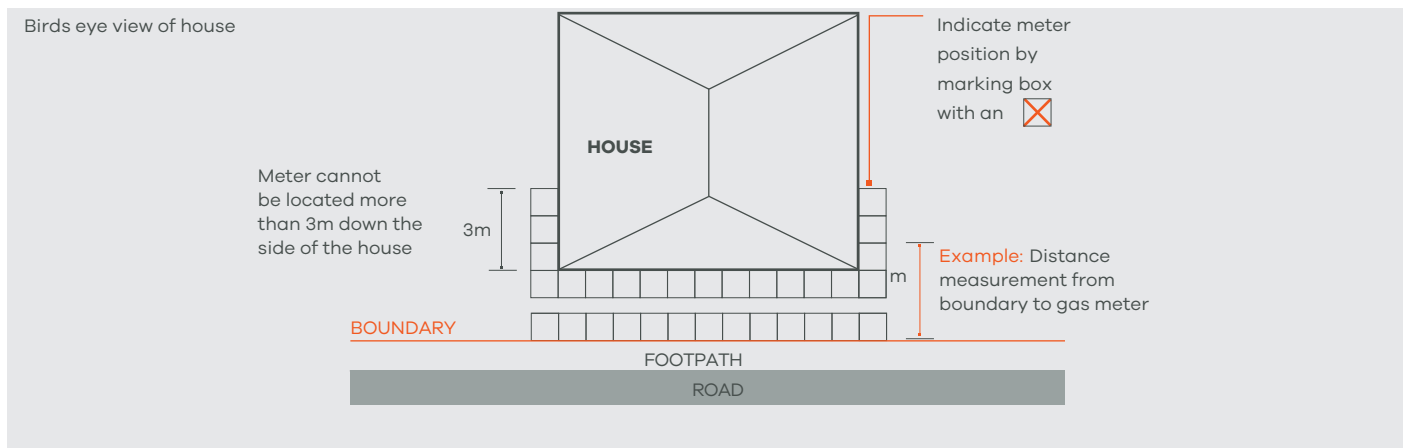 Birds eye view of house
Indicate meter
position by
marking box
with an
HOUSE
Meter cannot
be located more
than 3m down the
side of the house
3m
m
Example: Distance
measurement from
boundary to gas meter
BOUNDARY
FOOTPATH
ROAD